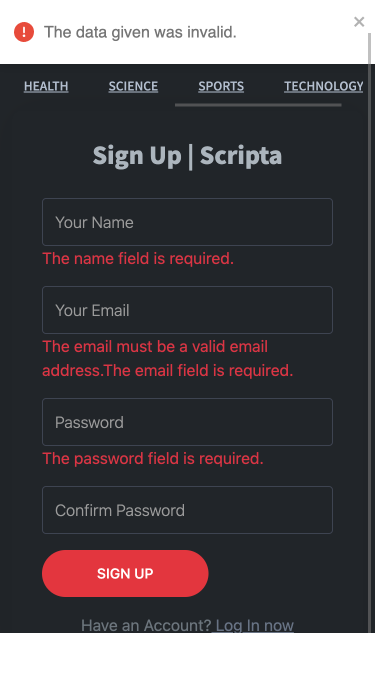 The data given was invalid.
HEALTH SCIENCE SPORTS TECHNOLOGY
Sign Up | Scripta
Your Name
The name field is required.
Your Email
The email must be a valid email
address.The email field is required.
Password
The password field is required.
Confirm Password
SIGN UP
Have an Account? Log In now